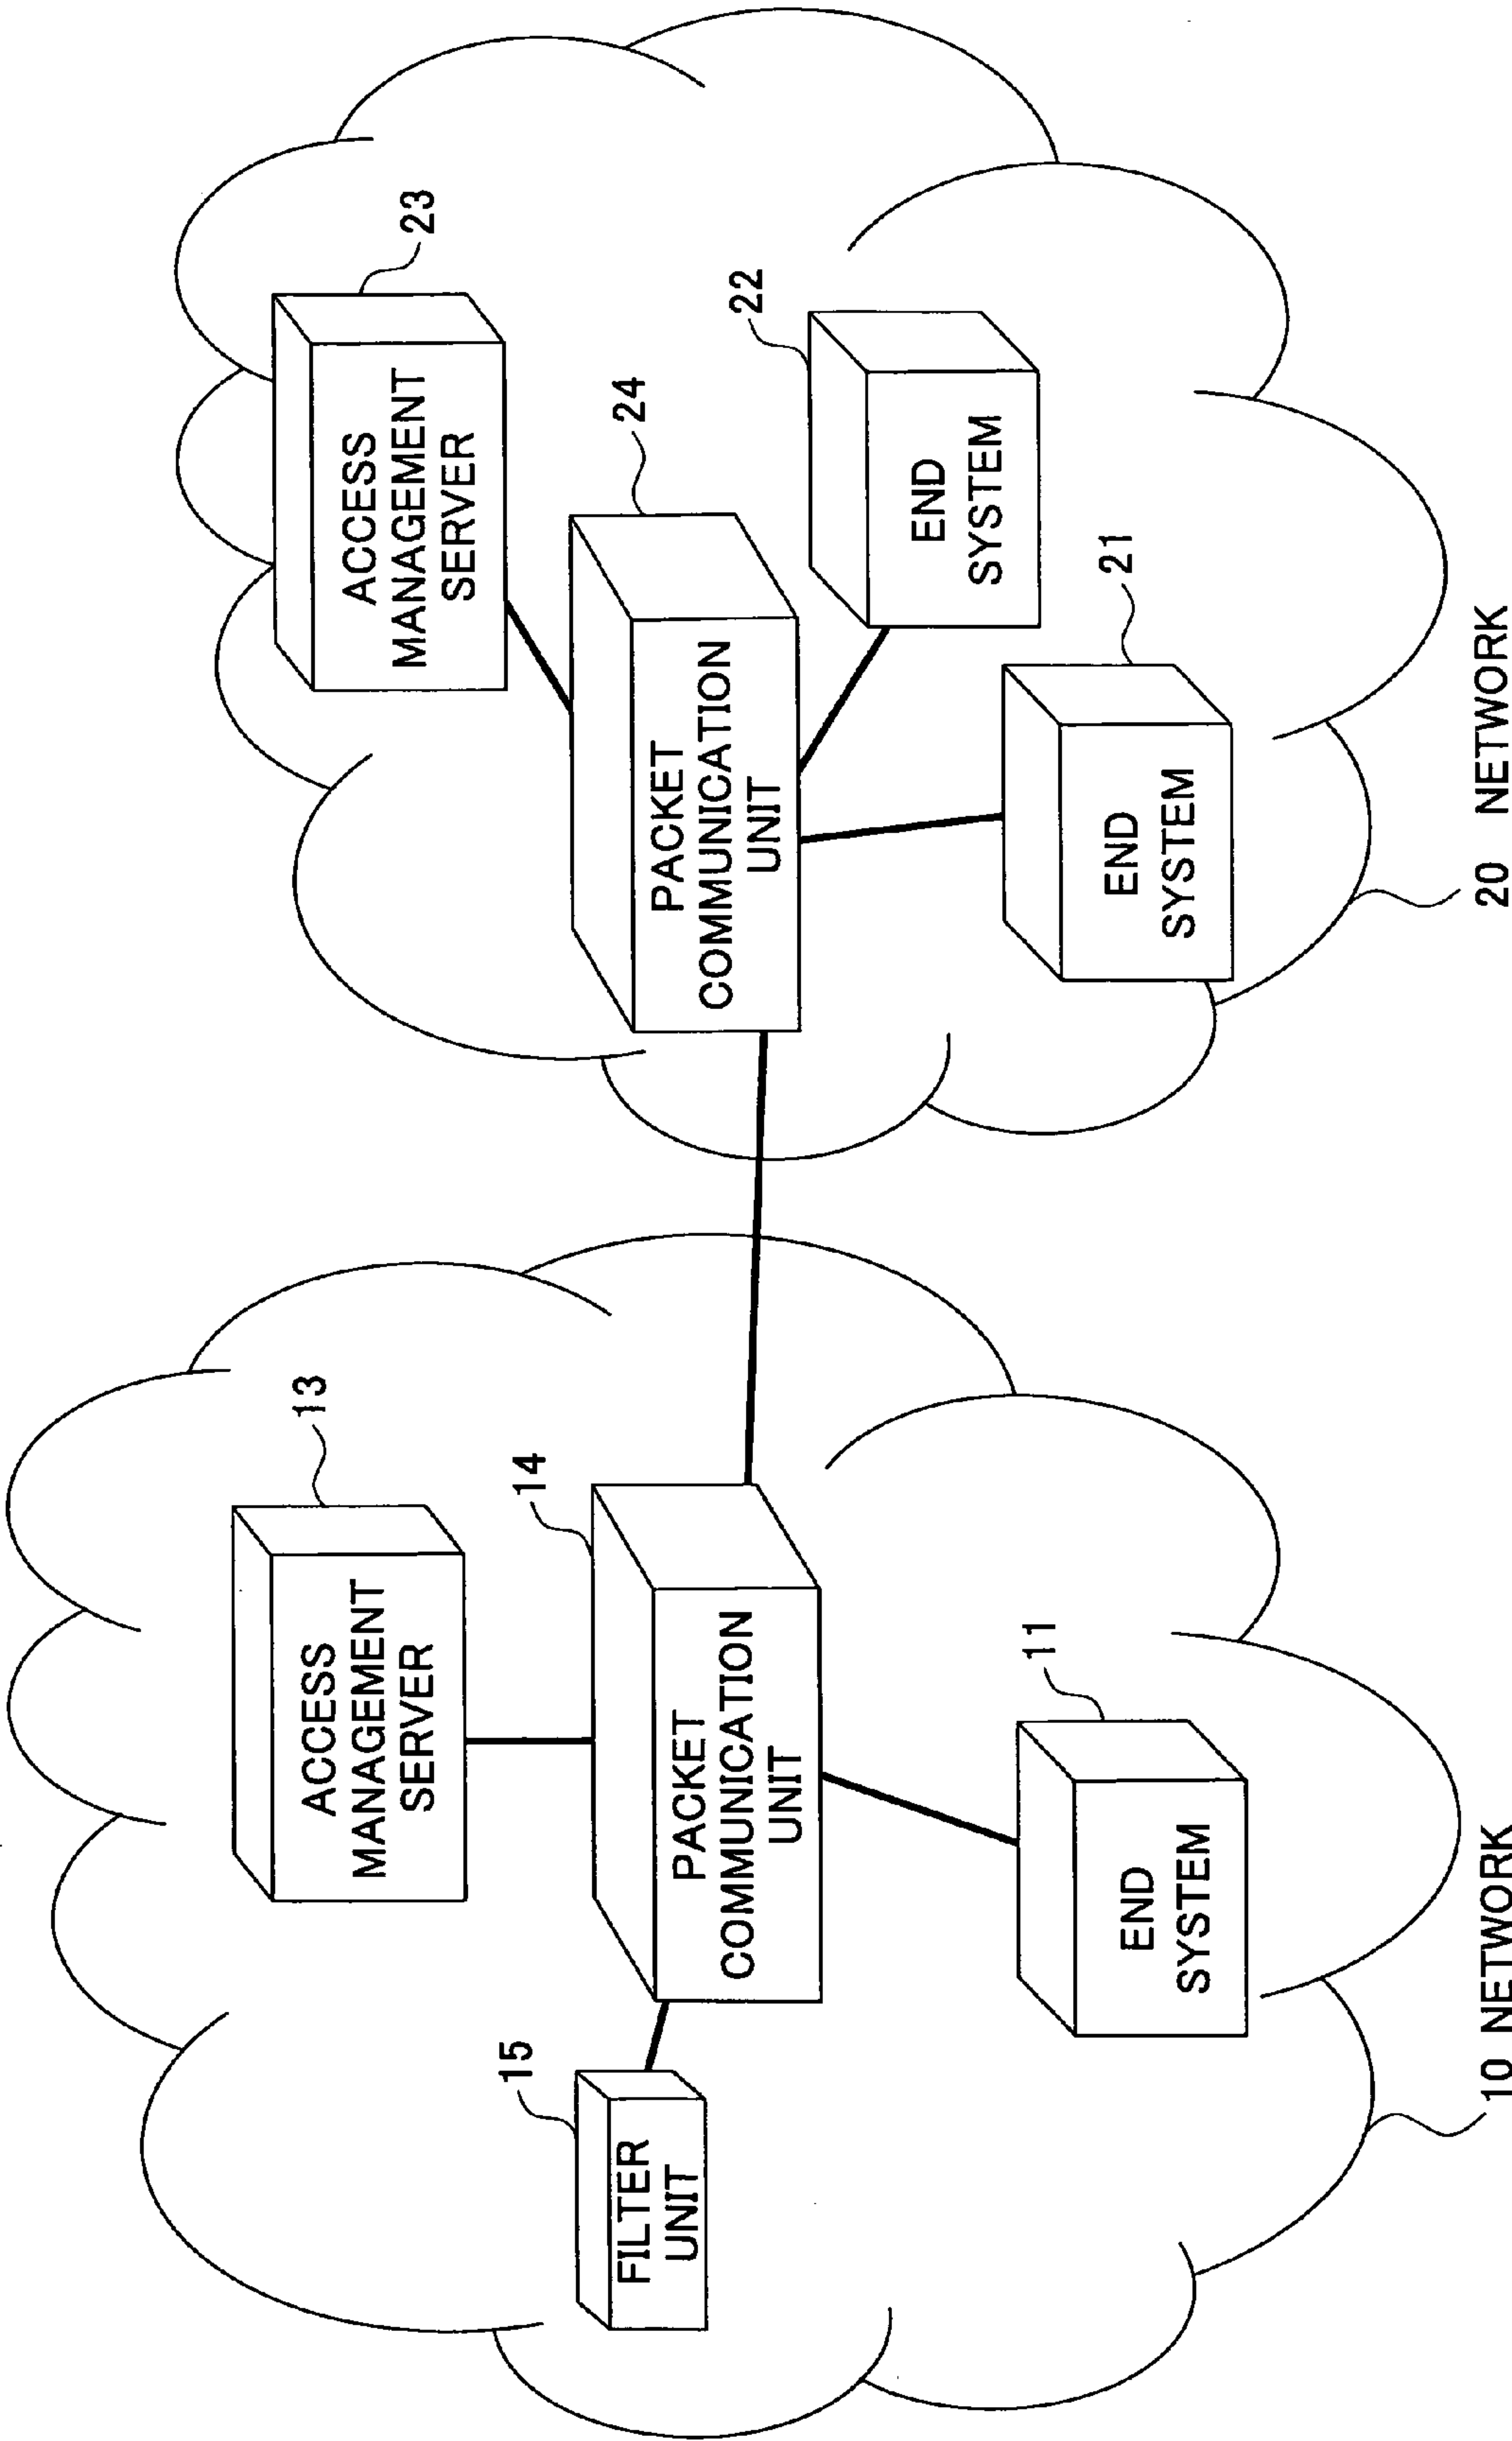 13
ACCESS
MANAGEMENT
SERVER
14
PACKET
COMMUNICATION
UNIT
15
FILTER
UNIT
11
END
SYSTEM
10 NETWORK
23
ACCESS
MANAGEMENT
SERVER
24
PACKET
COMMUNICATION
UNIT
22
END
SYSTEM
21
END
SYSTEM
20 NETWORK